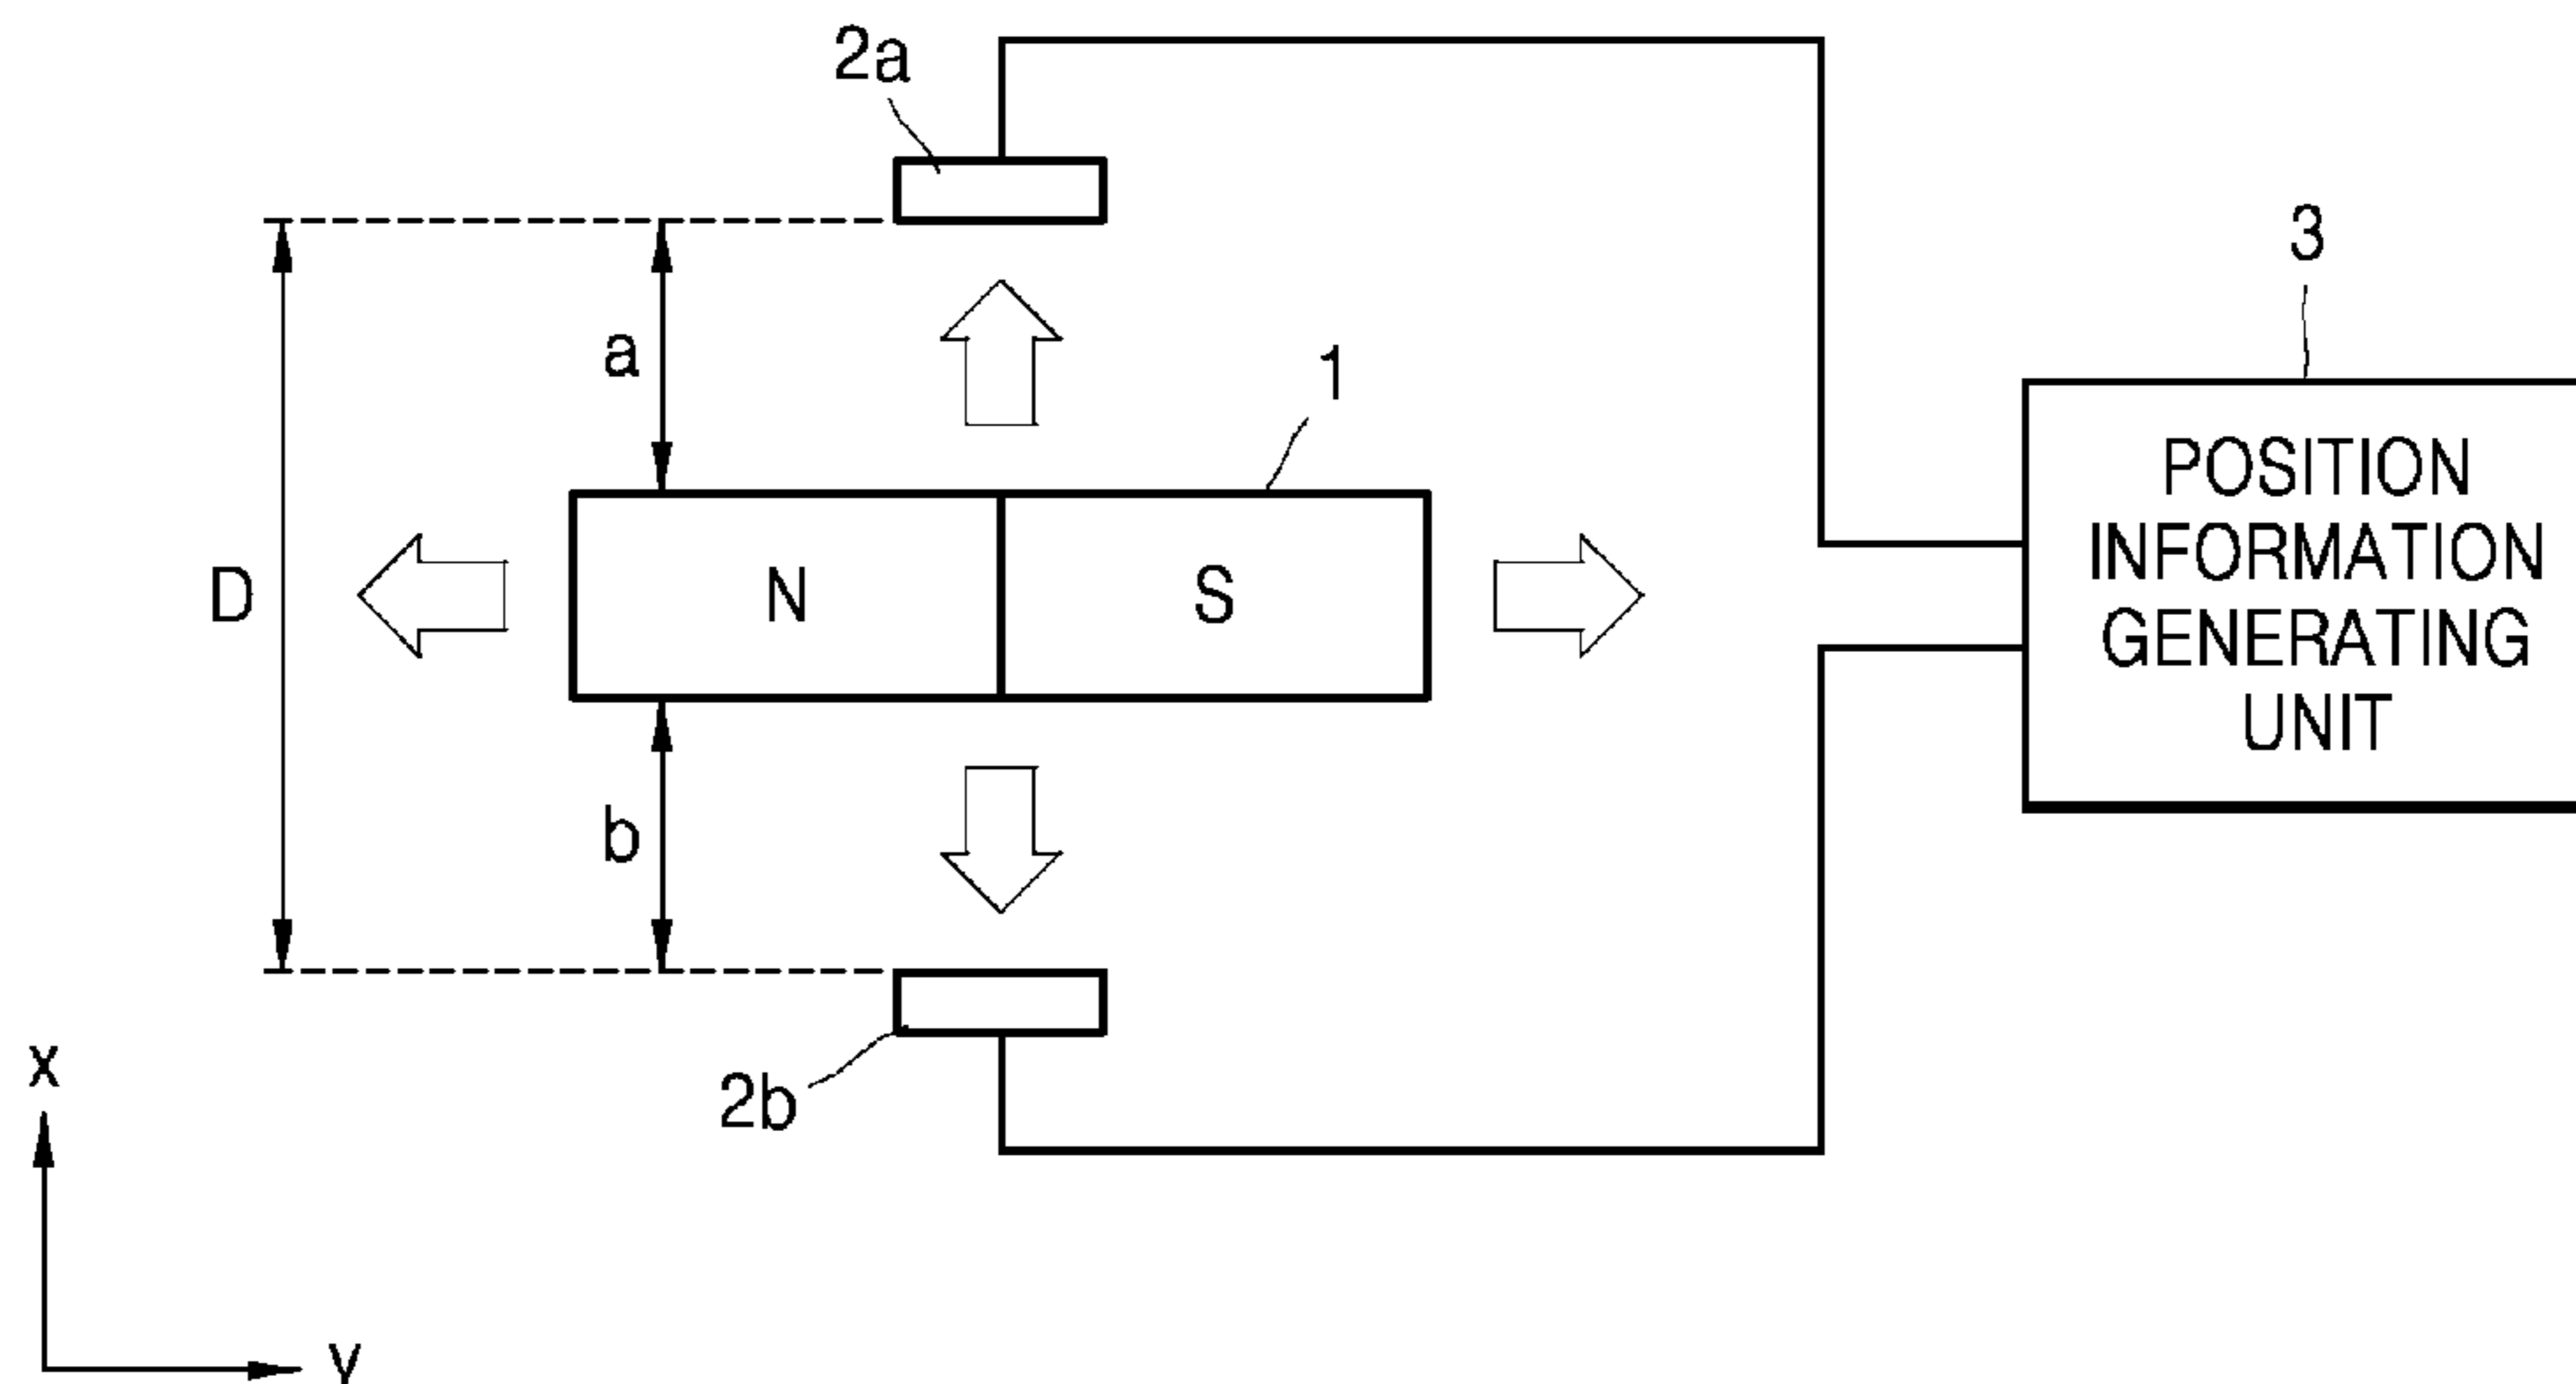 2a
3
a
1
D
N
S
POSITION
INFORMATION
GENERATING
UNIT
b
2b
x
y